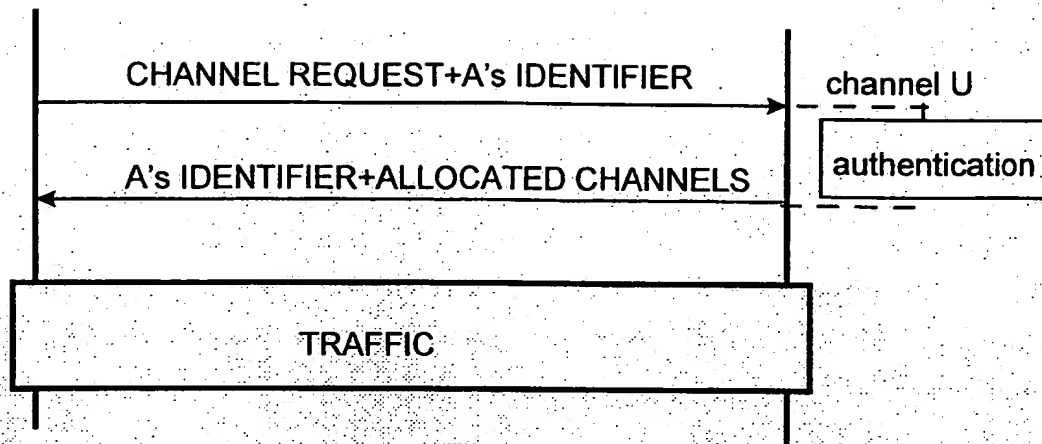 CHANNEL REQUEST+A's IDENTIFIER
channel U
authentication
A's IDENTIFIER+ALLOCATED CHANNELS
TRAFFIC